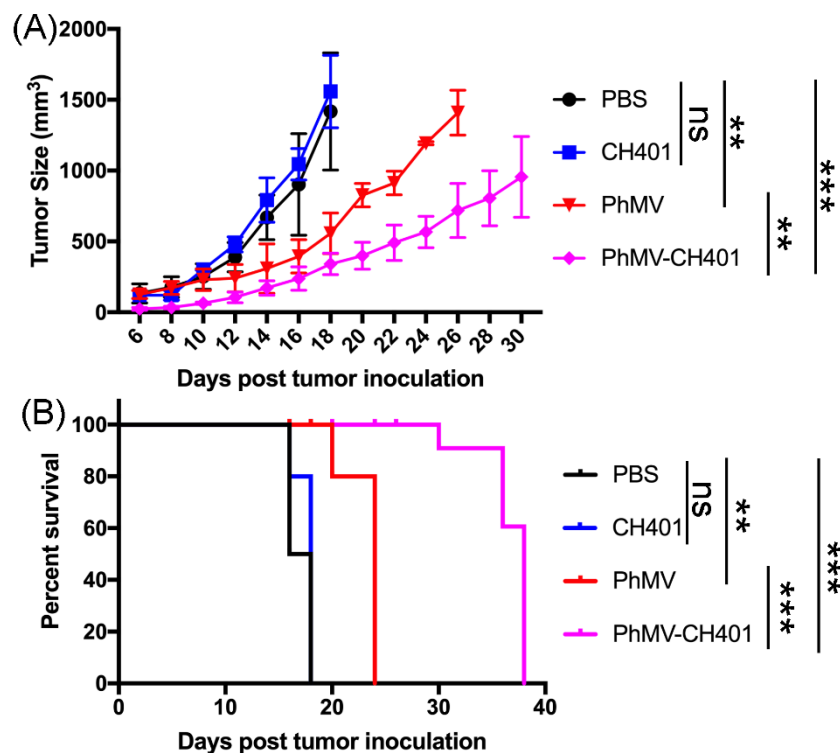 (A)
2000
1500
1000
500
0
Tumor Size (mm³)
6 8 10 12 14 16 18 20 22 24 26 28 30
Days post tumor inoculation
PBS
CH401
PhMV
PhMV-CH401
ns
**
**
***
(B)
100
80
60
40
20
0
Percent survival
0 10 20 30 40
Days post tumor inoculation
PBS
CH401
PhMV
PhMV-CH401
ns
**
***
***